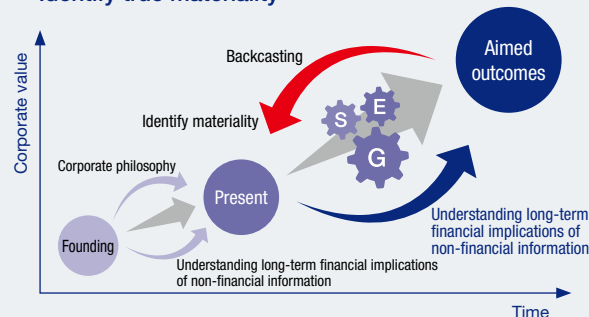 Identify true materiality
Corporate value
Backcasting
Aimed
outcomes
S
E
G
Identify materiality
Corporate philosophy
Present
Founding
Understanding long-term
financial implications of
non-financial information
Understanding long-term financial implications
of non-financial information
Time